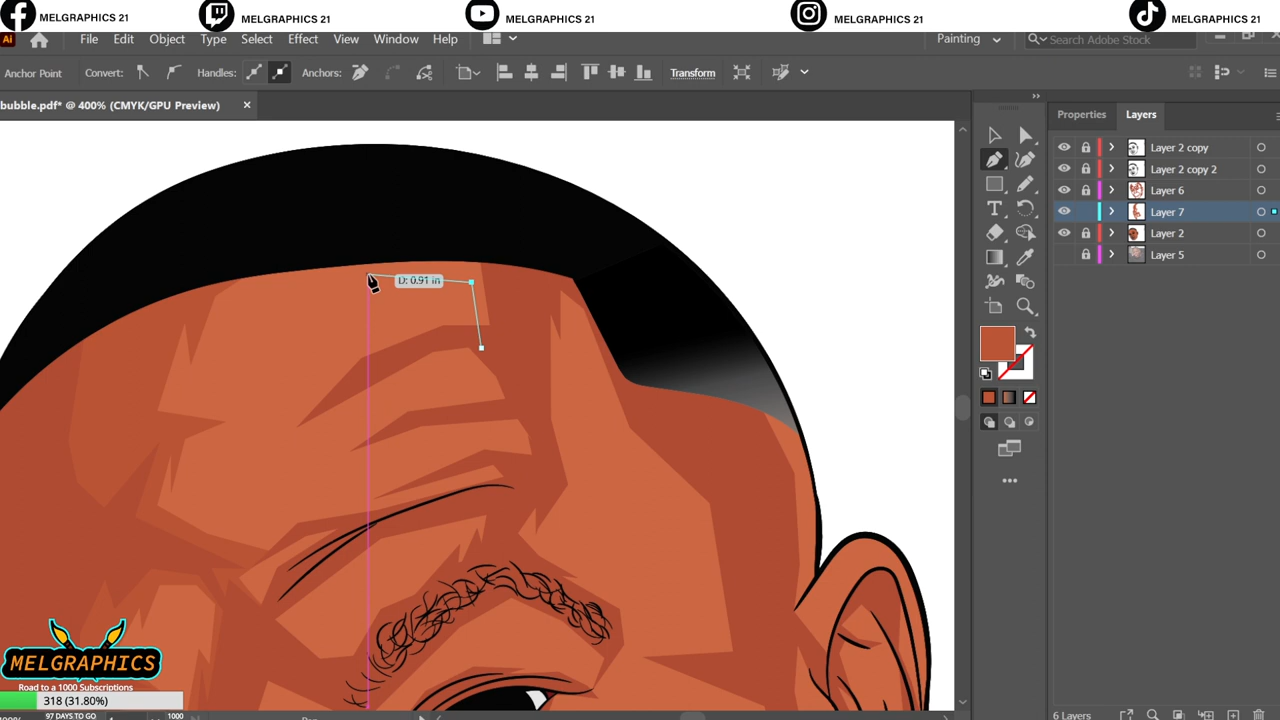 MELGRAPHICS 21
MELGRAPHICS 21
MELGRAPHICS 21
MELGRAPHICS 21
MELGRAPHICS 21
Ai File Edit Object Type Select Effect View Window Help Painting Search Adobe Stock
Anchor Point Convert: Handles: Anchors: Transform
bubble.pdf* @ 400% (CMYK/GPU Preview)
Properties Layers
Layer 2 copy
Layer 2 copy 2
Layer 6
Layer 7
Layer 2
Layer 5
D: 0.91 in
MELGRAPHICS
Road to a 1000 Subscriptions
318 (31.80%)
97 DAYS TO GO 1000
6 Layers